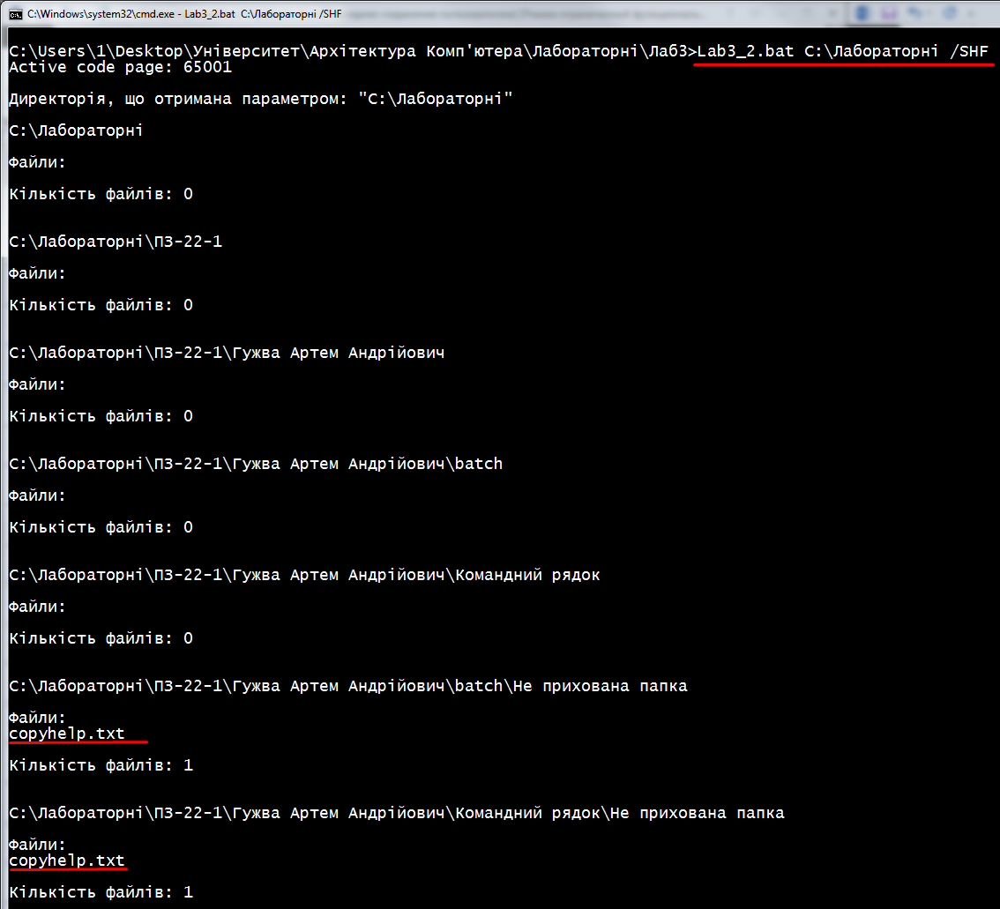 C:\Windows\system32\cmd.exe - Lab3_2.bat  C:\Лабораторні /SHF
C:\Users\1\Desktop\Університет\Архітектура Комп'ютера\Лабораторні\Лаб3>Lab3_2.bat C:\Лабораторні /SHF
Active code page: 65001
Директорія, що отримана параметром: "C:\Лабораторні"
C:\Лабораторні
Файли:
Кількість файлів: 0
C:\Лабораторні\ПЗ-22-1
Файли:
Кількість файлів: 0
C:\Лабораторні\ПЗ-22-1\Гужва Артем Андрійович
Файли:
Кількість файлів: 0
C:\Лабораторні\ПЗ-22-1\Гужва Артем Андрійович\batch
Файли:
Кількість файлів: 0
C:\Лабораторні\ПЗ-22-1\Гужва Артем Андрійович\Командний рядок
Файли:
Кількість файлів: 0
C:\Лабораторні\ПЗ-22-1\Гужва Артем Андрійович\batch\Не прихована папка
Файли:
copyhelp.txt
Кількість файлів: 1
C:\Лабораторні\ПЗ-22-1\Гужва Артем Андрійович\Командний рядок\Не прихована папка
Файли:
copyhelp.txt
Кількість файлів: 1